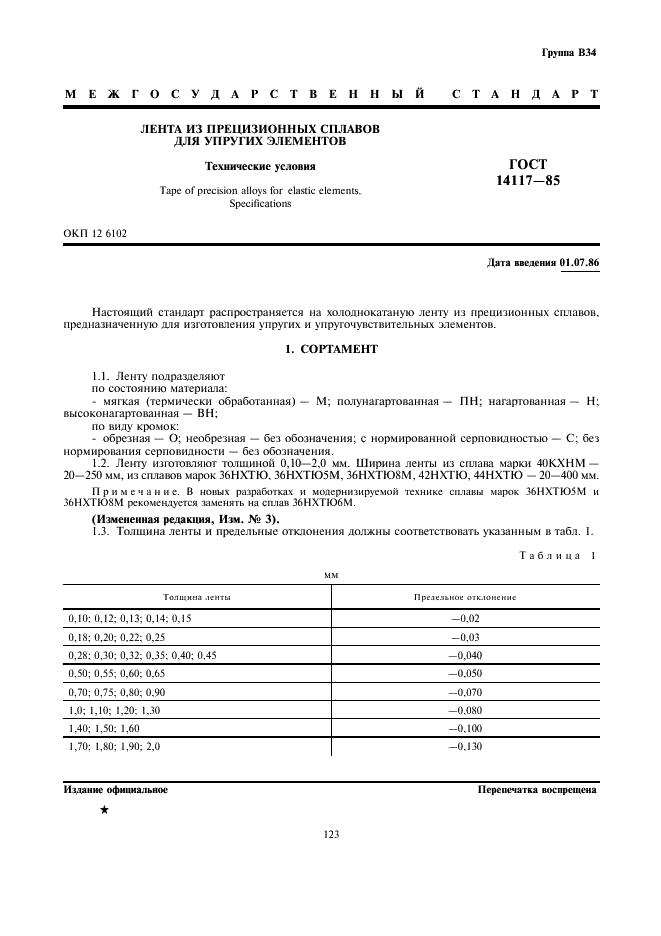 Группа В34
МЕЖГОСУДАРСТВЕННЫЙ СТАНДАРТ
ЛЕНТА ИЗ ПРЕЦИЗИОННЫХ СПЛАВОВ
ДЛЯ УПРУГИХ ЭЛЕМЕНТОВ
Технические условия
Tape of precision alloys for elastic elements.
Specifications
ГОСТ
14117—85
ОКП 12 6102
Дата введения 01.07.86
Настоящий стандарт распространяется на холоднокатаную ленту из прецизионных сплавов,
предназначенную для изготовления упругих и упругочувствительных элементов.
1. СОРТАМЕНТ
1.1. Ленту подразделяют
по состоянию материала:
- мягкая (термически обработанная) — М; полунагартованная — ПН; нагартованная — Н;
высоконагартованная — ВН;
по виду кромок:
- обрезная — О; необрезная — без обозначения; с нормированной серповидностью — С; без
нормирования серповидности — без обозначения.
1.2. Ленту изготовляют толщиной 0,10—2,0 мм. Ширина ленты из сплава марки 40КХНМ —
20—250 мм, из сплавов марок 36НХТЮ, 36НХТЮ5М, 36НХТЮ8М, 42НХТЮ, 44НХТЮ — 20—400 мм.
Примечание. В новых разработках и модернизируемой технике сплавы марок 36НХТЮ5М и
36НХТЮ8М рекомендуется заменять на сплав 36НХТЮ6М.
(Измененная редакция, Изм. № 3).
1.3. Толщина ленты и предельные отклонения должны соответствовать указанным в табл. 1.
Таблица 1
мм
Толщина ленты Предельное отклонение
0,10; 0,12; 0,13; 0,14; 0,15 —0,02
0,18; 0,20; 0,22; 0,25 —0,03
0,28; 0,30; 0,32; 0,35; 0,40; 0,45 —0,040
0,50; 0,55; 0,60; 0,65 —0,050
0,70; 0,75; 0,80; 0,90 —0,070
1,0; 1,10; 1,20; 1,30 —0,080
1,40; 1,50; 1,60 —0,100
1,70; 1,80; 1,90; 2,0 —0,130
Издание официальное Перепечатка воспрещена
★
123